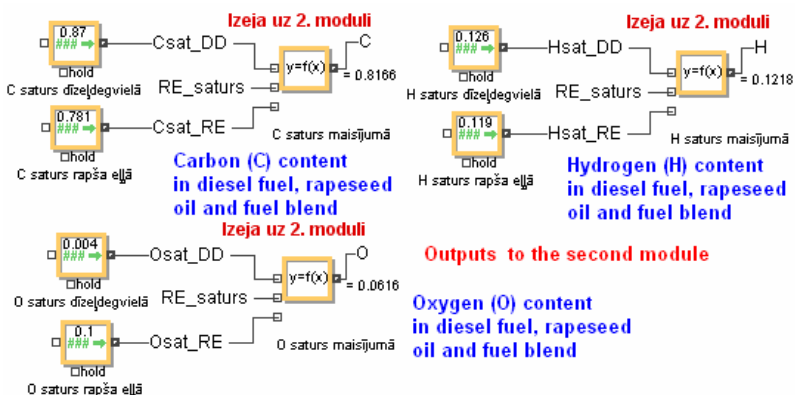 Izeja uz 2. moduli
0.87
###
hold
C saturs dīzeļdegvielā
Csat_DD
RE_saturs
y=f(x)
C
= 0.8166
0.781
###
hold
C saturs rapša eļļā
Csat_RE
C saturs maisījumā
Carbon (C) content
in diesel fuel, rapeseed
oil and fuel blend
Izeja uz 2. moduli
0.126
###
hold
H saturs dīzeļdegvielā
Hsat_DD
RE_saturs
y=f(x)
H
= 0.1218
0.119
###
hold
H saturs rapša eļļā
Hsat_RE
H saturs maisījumā
Hydrogen (H) content
in diesel fuel, rapeseed
oil and fuel blend
Izeja uz 2. moduli
0.004
###
hold
O saturs dīzeļdegvielā
Osat_DD
RE_saturs
y=f(x)
O
= 0.0616
0.1
###
hold
O saturs rapša eļļā
Osat_RE
O saturs maisījumā
Outputs to the second module
Oxygen (O) content
in diesel fuel, rapeseed
oil and fuel blend